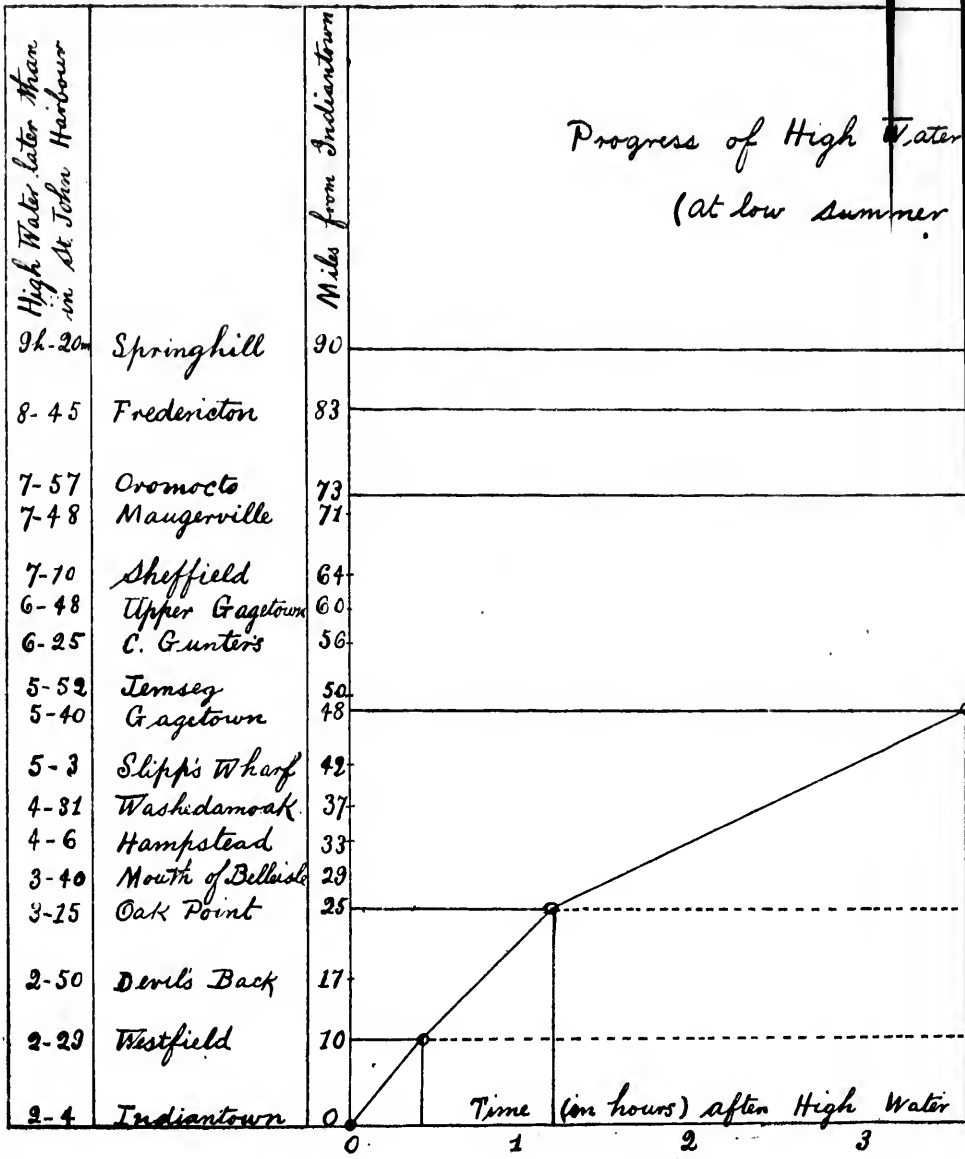 High Water later than
in St. John Harbour
Miles from Indiantown
Progress of High Water
(at low summer
9h-20m Springhill 90
8-45 Fredericton 83
7-57 Oromocto 73
7-48 Maugerville 71
7-10 Sheffield 64
6-48 Upper Gagetown 60
6-25 C. Gunter's 56
5-52 Jemseg 50
5-40 Gagetown 48
5-3 Slipp's Wharf 42
4-31 Washedamoak 37
4-6 Hampstead 33
3-40 Mouth of Belleisle 29
3-15 Oak Point 25
2-50 Devil's Back 17
2-29 Westfield 10
2-4 Indiantown 0
Time (in hours) after High Water
0 1 2 3